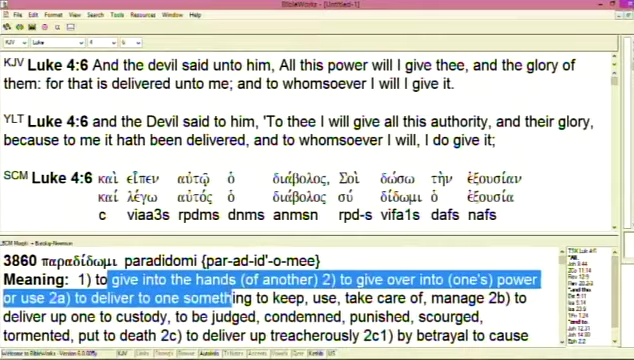 BibleWorks - [Untitled-1]
File Edit Format View Search Tools Resources Window Help
KJV Luke 4 6
KJV Luke 4:6 And the devil said unto him, All this power will I give thee, and the glory of
them: for that is delivered unto me; and to whomsoever I will I give it.
YLT Luke 4:6 and the Devil said to him, 'To thee I will give all this authority, and their glory,
because to me it hath been delivered, and to whomsoever I will, I do give it;
SCM Luke 4:6 καὶ εἶπεν αὐτῷ ὁ διάβολος, Σοὶ δώσω τὴν ἐξουσίαν
καί λέγω αὐτός ὁ διάβολος σύ δίδωμι ὁ ἐξουσία
c viaa3s rpdms dnms anmsn rpd-s vifa1s dafs nafs
3860 παραδίδωμι paradidomi {par-ad-id'-o-mee}
Meaning: 1) to give into the hands (of another) 2) to give over into (one's) power
or use 2a) to deliver to one something to keep, use, take care of, manage 2b) to
deliver up one to custody, to be judged, condemned, punished, scourged,
tormented, put to death 2c) to deliver up treacherously 2c1) by betrayal to cause